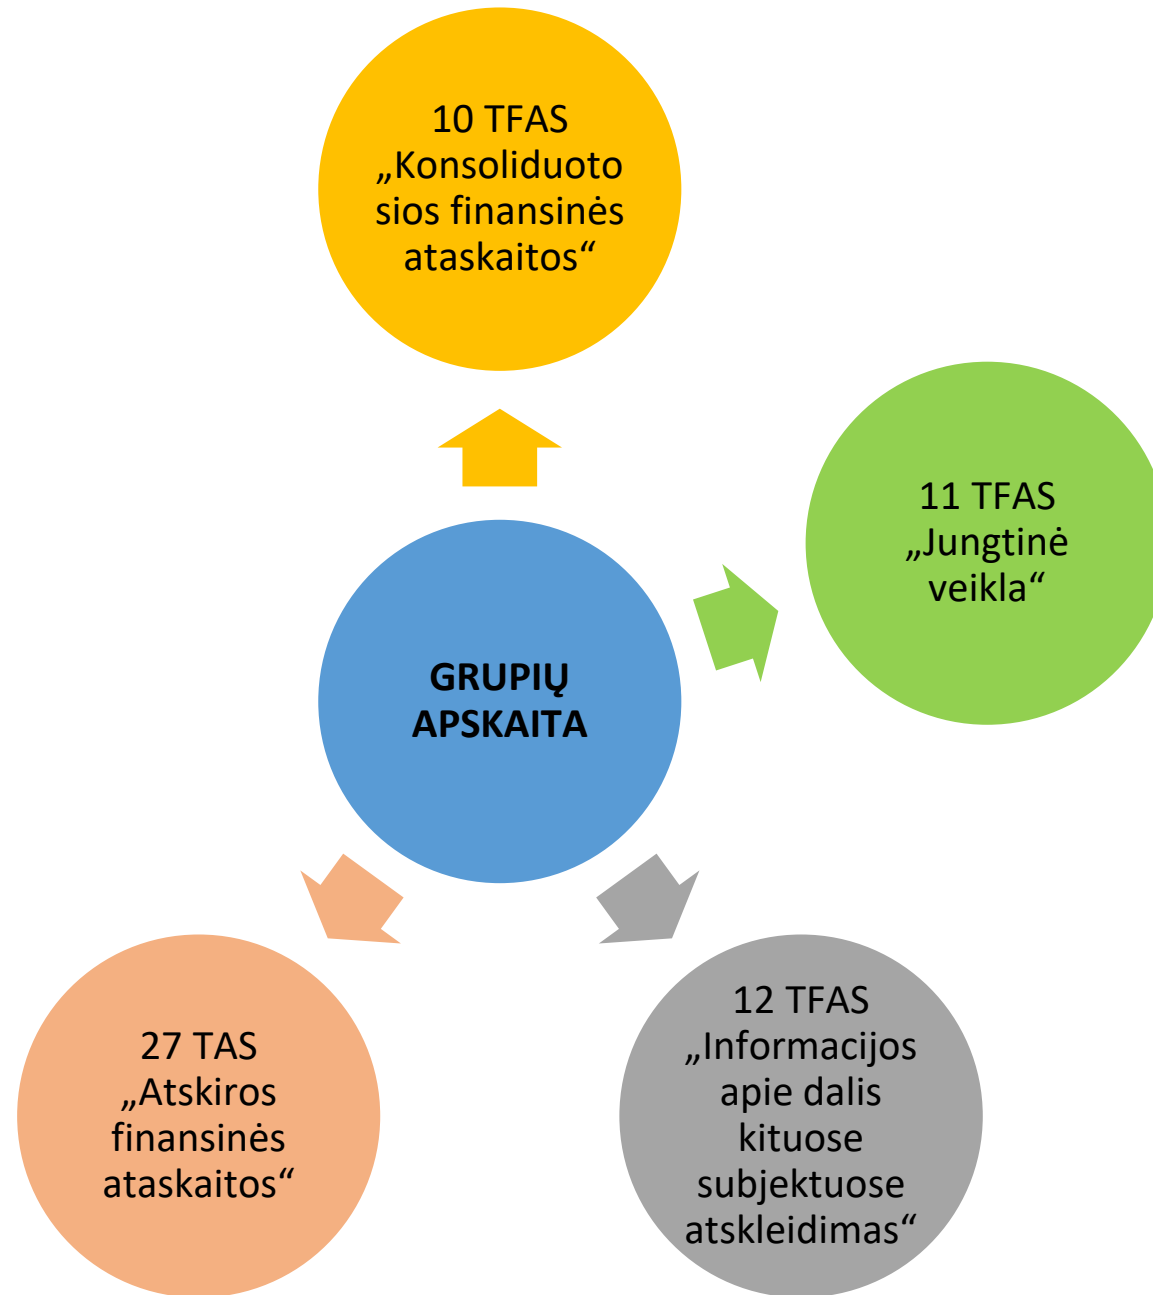 10 TFAS
„Konsoliduoto
sios finansinės
ataskaitos“
11 TFAS
„Jungtinė
veikla“
GRUPIŲ
APSKAITA
12 TFAS
„Informacijos
apie dalis
kituose
subjektuose
atskleidimas“
27 TAS
„Atskiros
finansinės
ataskaitos“